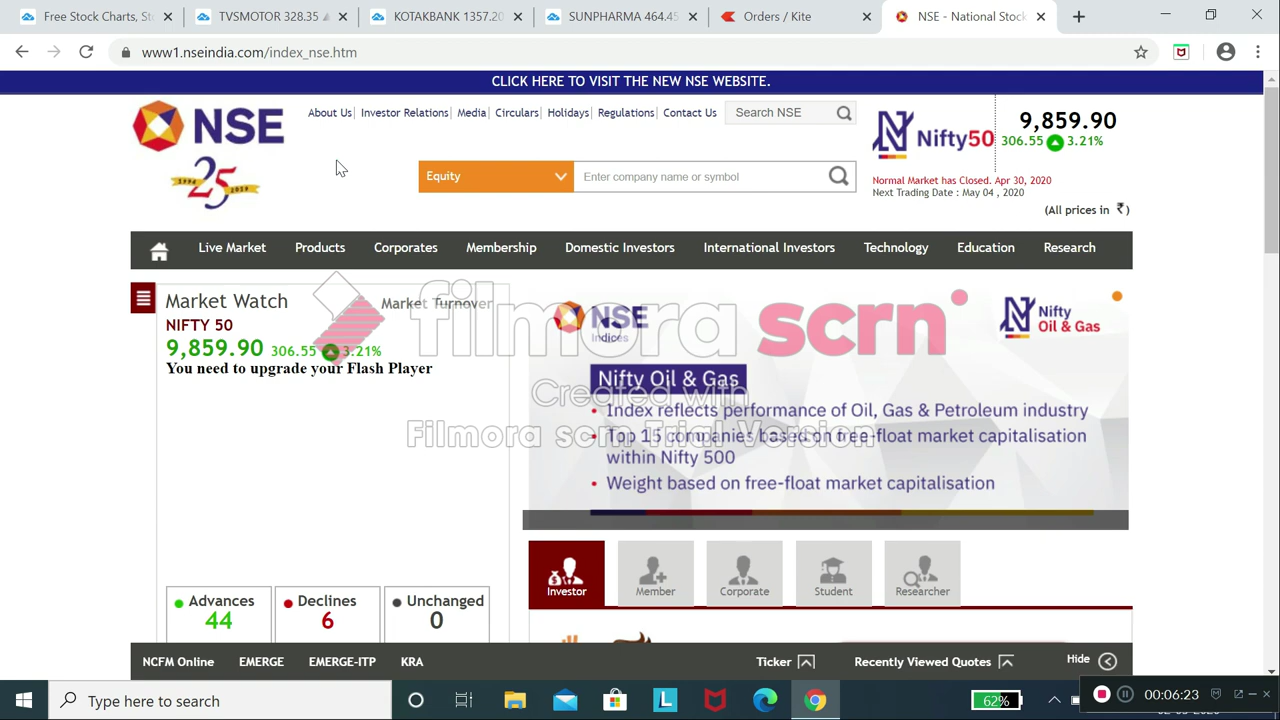 Free Stock Charts, St
TVSMOTOR 328.35
KOTAKBANK 1357.20
SUNPHARMA 464.45
Orders / Kite
NSE - National Stock
www1.nseindia.com/index_nse.htm
CLICK HERE TO VISIT THE NEW NSE WEBSITE.
NSE
About Us
Investor Relations
Media
Circulars
Holidays
Regulations
Contact Us
Search NSE
Nifty50
9,859.90
306.55 3.21%
25
Equity
Enter company name or symbol
Normal Market has Closed. Apr 30, 2020
Next Trading Date : May 04 , 2020
(All prices in ₹)
Live Market
Products
Corporates
Membership
Domestic Investors
International Investors
Technology
Education
Research
Market Watch
Market Turnover
NIFTY 50
9,859.90 306.55 3.21%
You need to upgrade your Flash Player
filmora scrn
Created with
Filmora scrn Trial Version
NSE
Indices
Nifty
Oil & Gas
Nifty Oil & Gas
• Index reflects performance of Oil, Gas & Petroleum industry
• Top 15 companies based on free-float market capitalisation
within Nifty 500
• Weight based on free-float market capitalisation
Investor
Member
Corporate
Student
Researcher
Advances
44
Declines
6
Unchanged
0
NCFM Online
EMERGE
EMERGE-ITP
KRA
Ticker
Recently Viewed Quotes
Hide
Type here to search
62%
00:06:23